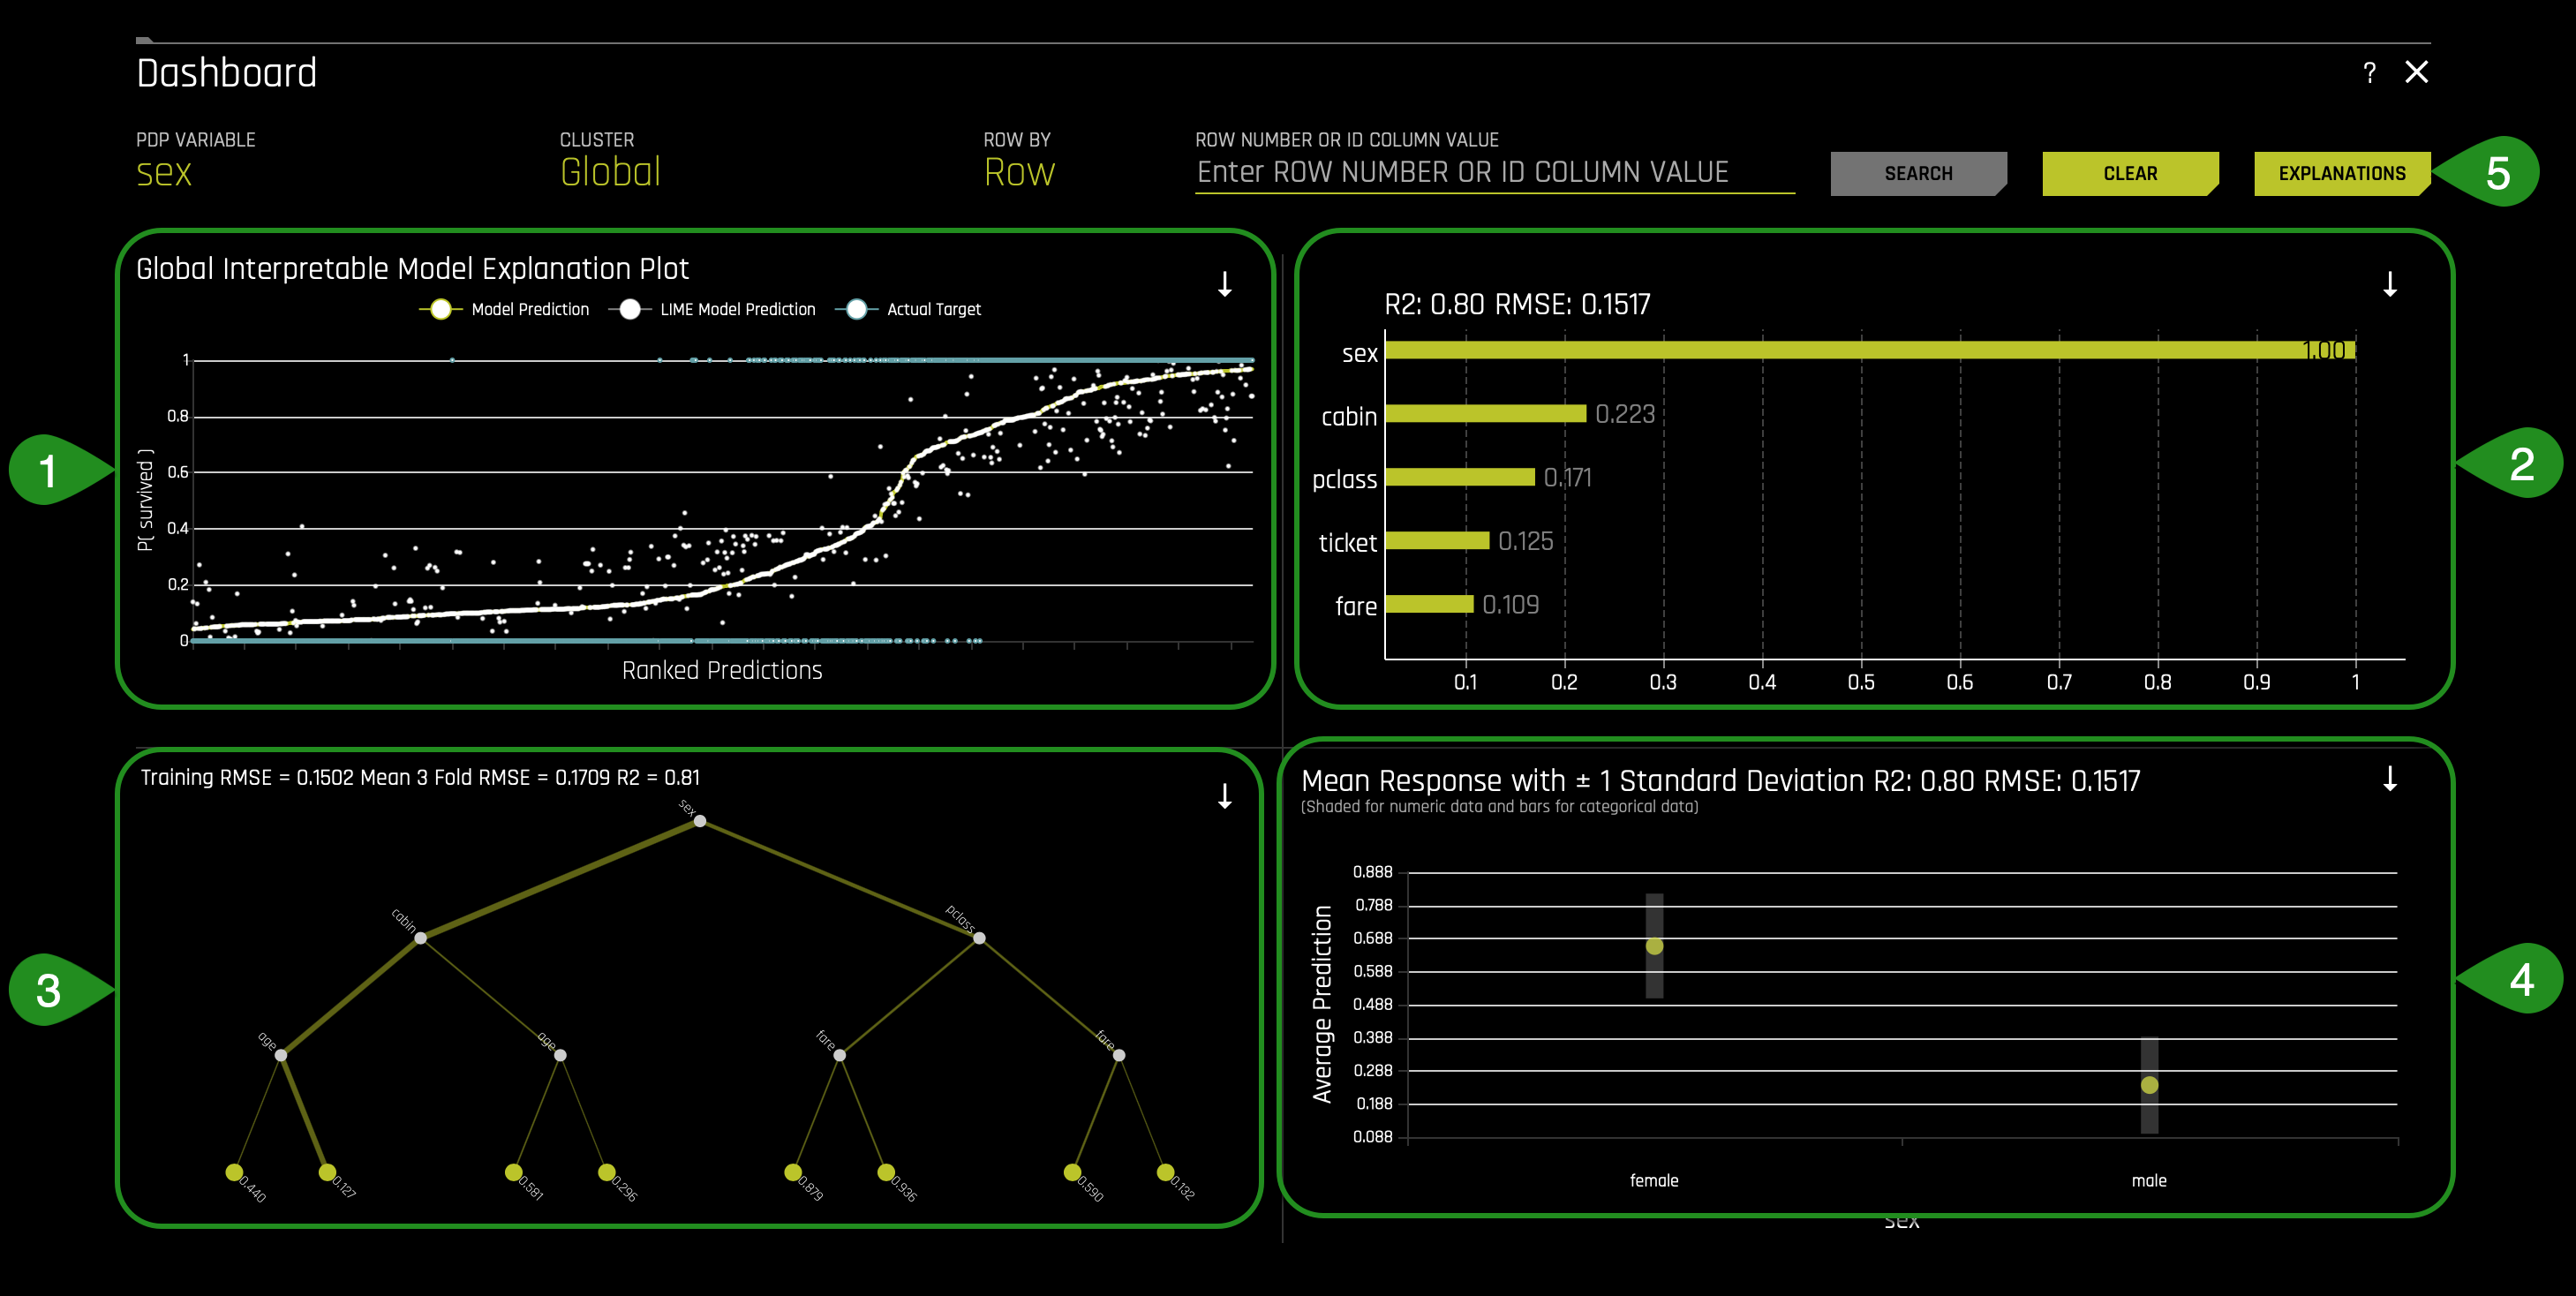 Dashboard
?
PDP VARIABLE
sex
CLUSTER
Global
ROW BY
Row
ROW NUMBER OR ID COLUMN VALUE
Enter ROW NUMBER OR ID COLUMN VALUE
SEARCH
CLEAR
EXPLANATIONS
5
Global Interpretable Model Explanation Plot
Model Prediction
LIME Model Prediction
Actual Target
1
0.8
0.6
0.4
0.2
0
P( survived )
Ranked Predictions
1
R2: 0.80 RMSE: 0.1517
sex
1.00
cabin
0.223
pclass
0.171
ticket
0.125
fare
0.109
0.1
0.2
0.3
0.4
0.5
0.6
0.7
0.8
0.9
1
2
Training RMSE = 0.1502 Mean 3 Fold RMSE = 0.1709 R2 = 0.81
sex
cabin
pclass
age
age
fare
fare
0.440
0.127
0.581
0.296
0.879
0.936
0.590
0.132
3
Mean Response with ± 1 Standard Deviation R2: 0.80 RMSE: 0.1517
(Shaded for numeric data and bars for categorical data)
0.888
0.788
0.688
0.588
0.488
0.388
0.288
0.188
0.088
Average Prediction
female
male
sex
4